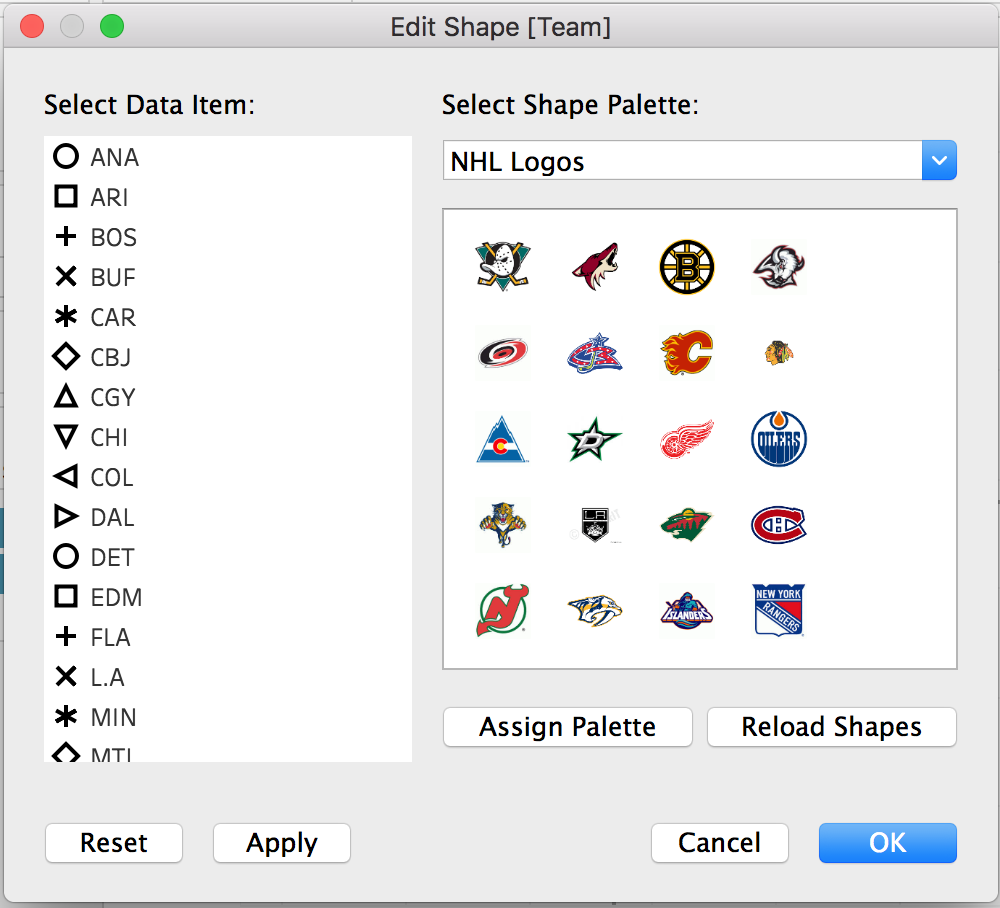 Edit Shape [Team]
Select Data Item:
ANA
ARI
BOS
BUF
CAR
CBJ
CGY
CHI
COL
DAL
DET
EDM
FLA
L.A
MIN
MTL
Select Shape Palette:
NHL Logos
B
C
C
D
OILERS
LA
KINGS
C H
N J
ISLANDERS
NEW YORK
RANGERS
Assign Palette
Reload Shapes
Reset
Apply
Cancel
OK